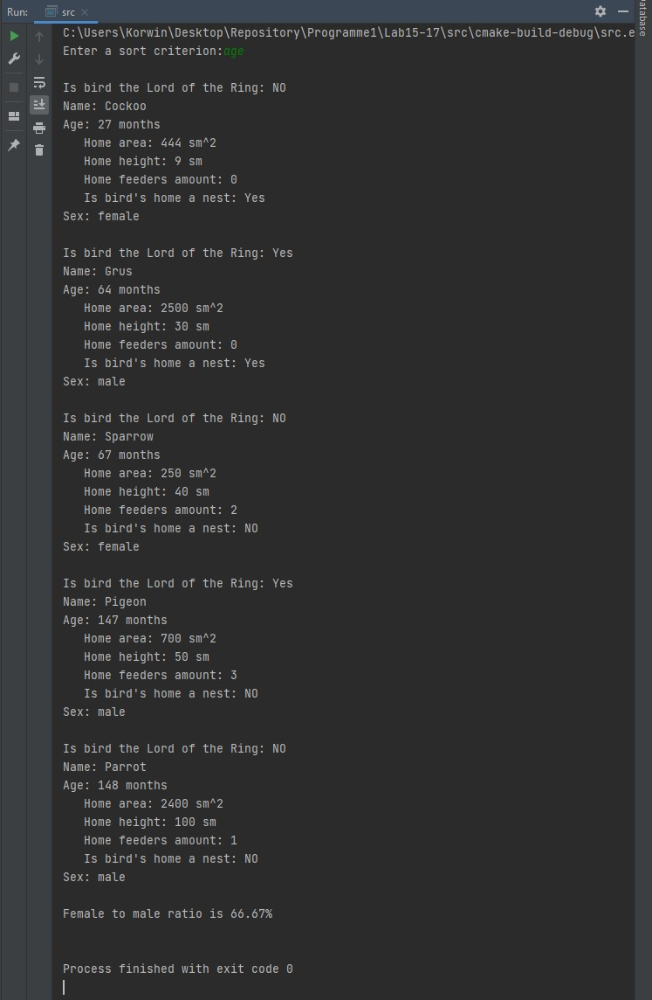 Run: src
C:\Users\Korwin\Desktop\Repository\Programme1\Lab15-17\src\cmake-build-debug\src.e
Enter a sort criterion:age
Is bird the Lord of the Ring: NO
Name: Cockoo
Age: 27 months
Home area: 444 sm^2
Home height: 9 sm
Home feeders amount: 0
Is bird's home a nest: Yes
Sex: female
Is bird the Lord of the Ring: Yes
Name: Grus
Age: 64 months
Home area: 2500 sm^2
Home height: 30 sm
Home feeders amount: 0
Is bird's home a nest: Yes
Sex: male
Is bird the Lord of the Ring: NO
Name: Sparrow
Age: 67 months
Home area: 250 sm^2
Home height: 40 sm
Home feeders amount: 2
Is bird's home a nest: NO
Sex: female
Is bird the Lord of the Ring: Yes
Name: Pigeon
Age: 147 months
Home area: 700 sm^2
Home height: 50 sm
Home feeders amount: 3
Is bird's home a nest: NO
Sex: male
Is bird the Lord of the Ring: NO
Name: Parrot
Age: 148 months
Home area: 2400 sm^2
Home height: 100 sm
Home feeders amount: 1
Is bird's home a nest: NO
Sex: male
Female to male ratio is 66.67%
Process finished with exit code 0
atabase